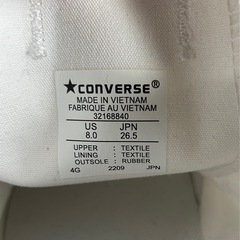 ★CONVERSE®
MADE IN VIETNAM
FABRIQUE AU VIETNAM
32168840
US JPN
8.0 26.5
UPPER : TEXTILE
LINING : TEXTILE
OUTSOLE : RUBBER
4G 2209 JPN